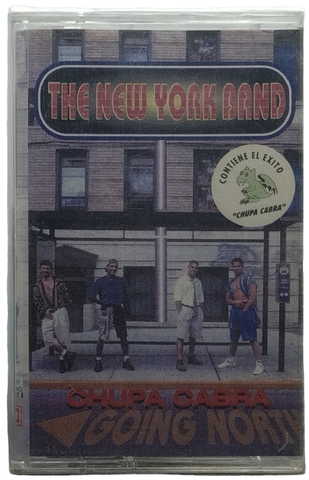 THE NEW YORK BAND
CONTIENE EL EXITO
"CHUPA CABRA"
CHUPA CABRA
GOING NORTH